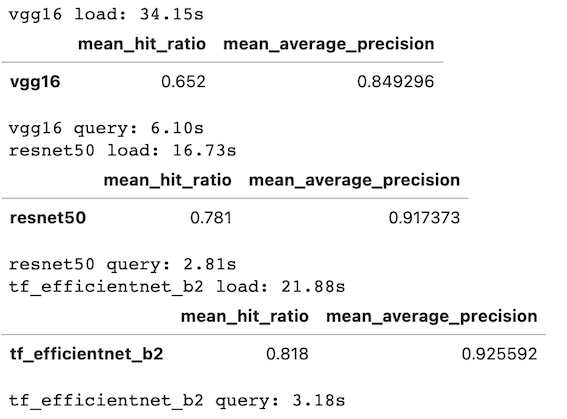 vgg16 load: 34.15s
mean_hit_ratio mean_average_precision
vgg16 0.652 0.849296
vgg16 query: 6.10s
resnet50 load: 16.73s
mean_hit_ratio mean_average_precision
resnet50 0.781 0.917373
resnet50 query: 2.81s
tf_efficientnet_b2 load: 21.88s
mean_hit_ratio mean_average_precision
tf_efficientnet_b2 0.818 0.925592
tf_efficientnet_b2 query: 3.18s